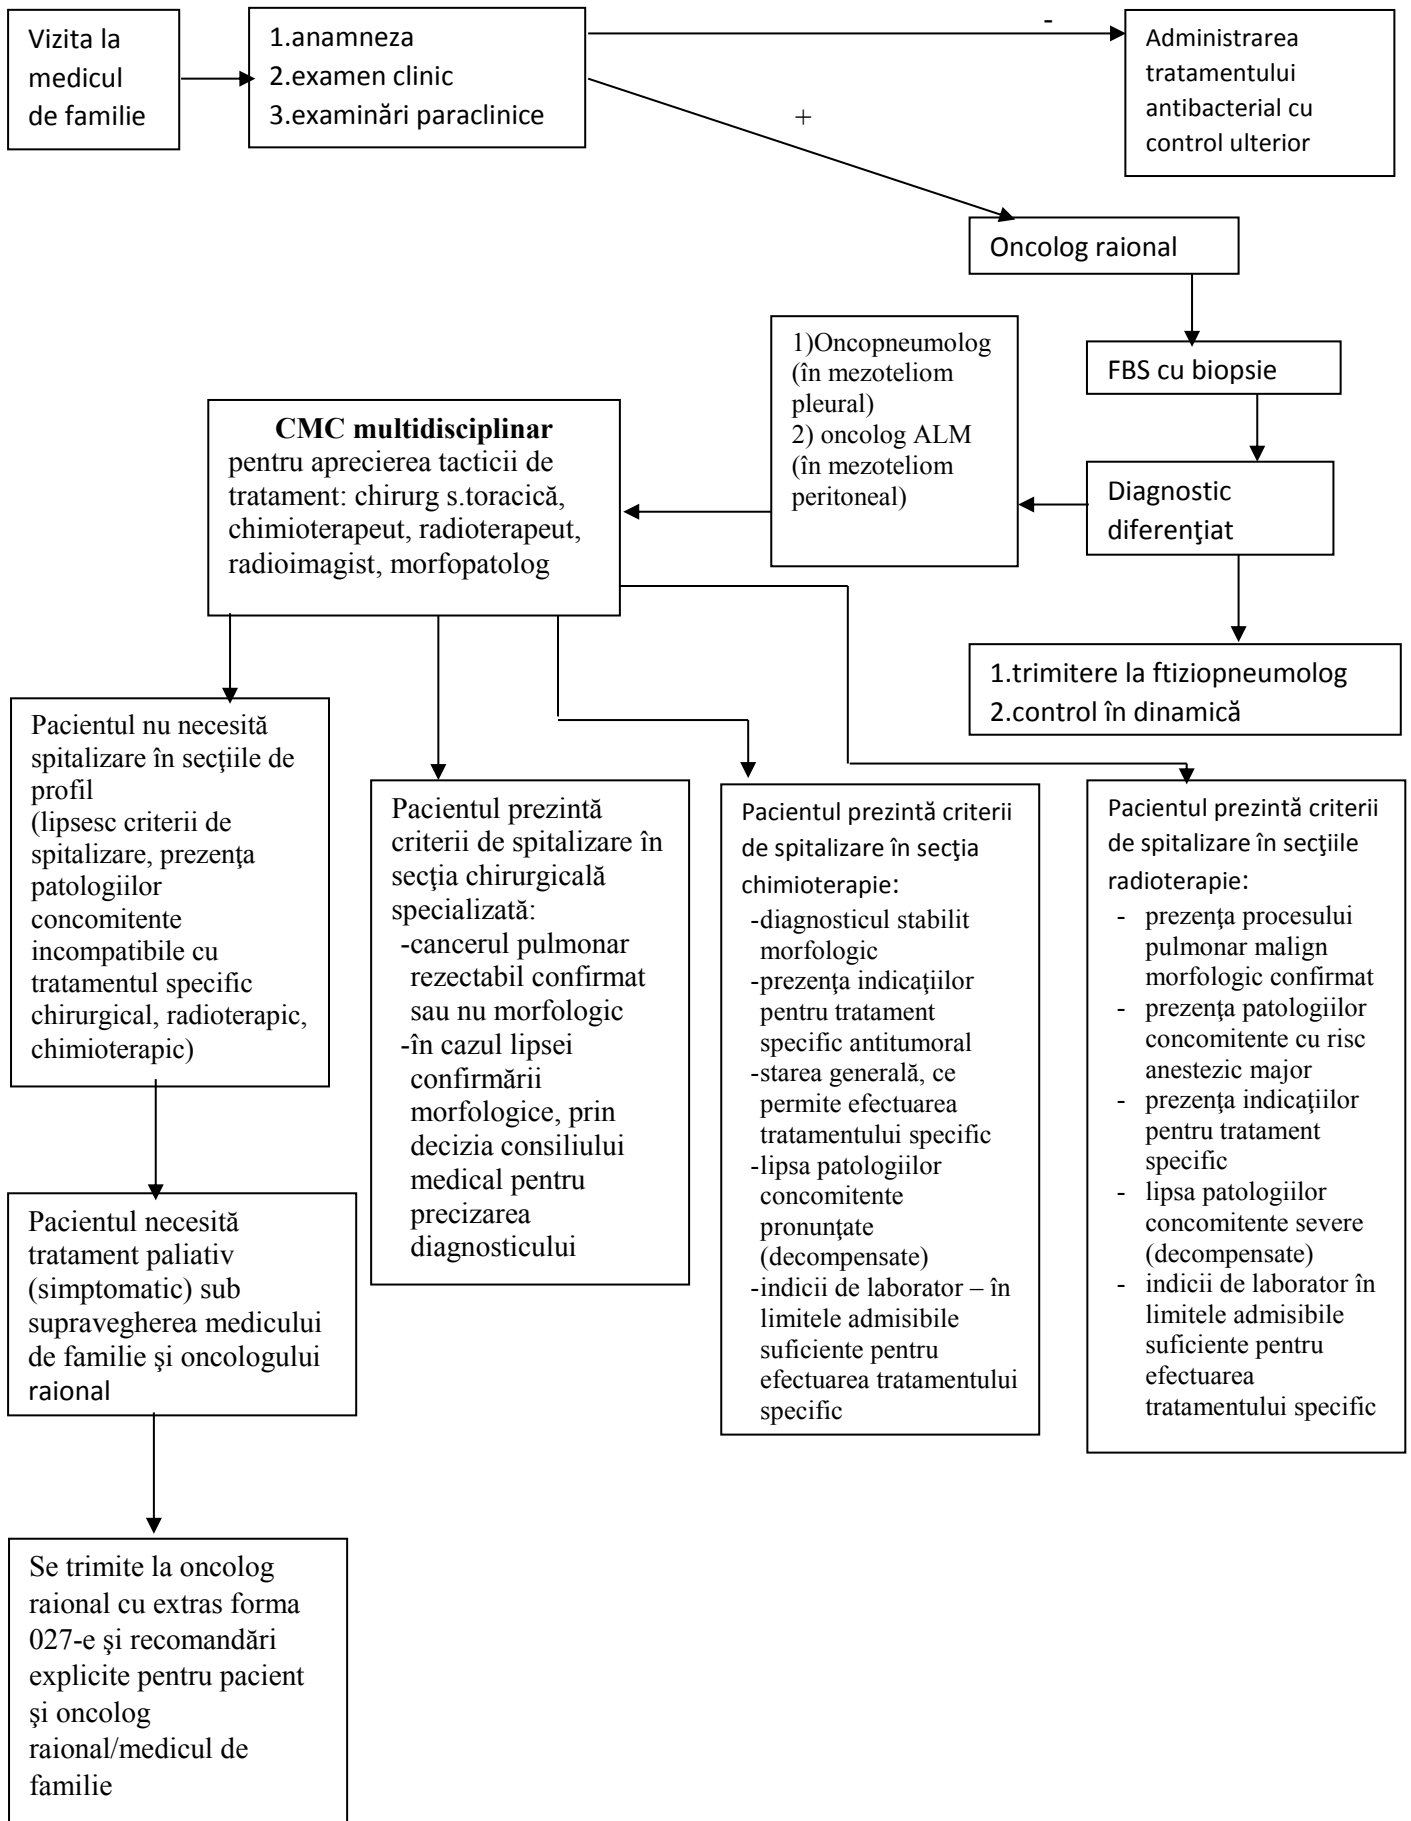 Vizita la
medicul
de familie
1.anamneza
2.examen clinic
3.examinări paraclinice
-
+
Administrarea
tratamentului
antibacterial cu
control ulterior
Oncolog raional
FBS cu biopsie
Diagnostic
diferenţiat
1)Oncopneumolog
(în mezoteliom
pleural)
2) oncolog ALM
(în mezoteliom
peritoneal)
CMC multidisciplinar
pentru aprecierea tacticii de
tratament: chirurg s.toracică,
chimioterapeut, radioterapeut,
radioimagist, morfopatolog
1.trimitere la ftiziopneumolog
2.control în dinamică
Pacientul nu necesită
spitalizare în secţiile de
profil
(lipsesc criterii de
spitalizare, prezenţa
patologiilor
concomitente
incompatibile cu
tratamentul specific
chirurgical, radioterapic,
chimioterapic)
Pacientul prezintă
criterii de spitalizare în
secţia chirurgicală
specializată:
-cancerul pulmonar
rezectabil confirmat
sau nu morfologic
-în cazul lipsei
confirmării
morfologice, prin
decizia consiliului
medical pentru
precizarea
diagnosticului
Pacientul prezintă criterii
de spitalizare în secţia
chimioterapie:
-diagnosticul stabilit
morfologic
-prezenţa indicaţiilor
pentru tratament
specific antitumoral
-starea generală, ce
permite efectuarea
tratamentului specific
-lipsa patologiilor
concomitente
pronunţate
(decompensate)
-indicii de laborator – în
limitele admisibile
suficiente pentru
efectuarea tratamentului
specific
Pacientul prezintă criterii
de spitalizare în secţiile
radioterapie:
- prezenţa procesului
pulmonar malign
morfologic confirmat
- prezenţa patologiilor
concomitente cu risc
anestezic major
- prezenţa indicaţiilor
pentru tratament
specific
- lipsa patologiilor
concomitente severe
(decompensate)
- indicii de laborator în
limitele admisibile
suficiente pentru
efectuarea
tratamentului specific
Pacientul necesită
tratament paliativ
(simptomatic) sub
supravegherea medicului
de familie şi oncologului
raional
Se trimite la oncolog
raional cu extras forma
027-e şi recomandări
explicite pentru pacient
şi oncolog
raional/medicul de
familie